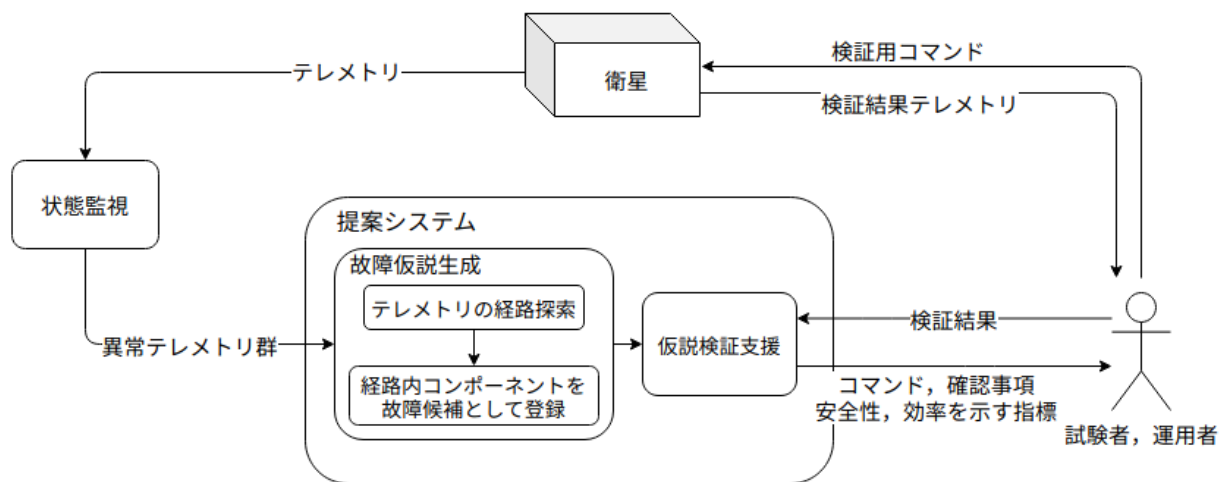 検証用コマンド
テレメトリ
衛星
検証結果テレメトリ
状態監視
提案システム
故障仮説生成
テレメトリの経路探索
異常テレメトリ群
経路内コンポーネントを
故障候補として登録
仮説検証支援
検証結果
コマンド，確認事項
安全性，効率を示す指標
試験者，運用者